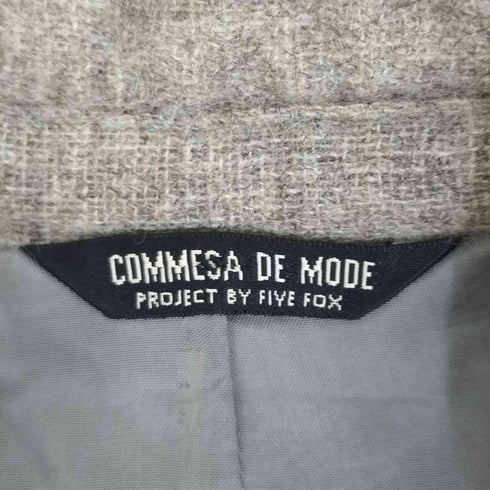 COMMESA DE MODE
PROJECT BY FIVE FOX